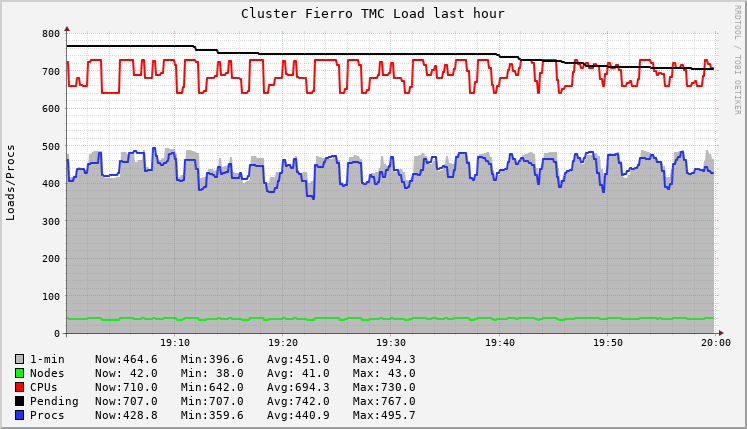 Cluster Fierro TMC Load last hour
RRDTOOL / TOBI OETIKER
Loads/Procs
800
700
600
500
400
300
200
100
0
19:10 19:20 19:30 19:40 19:50 20:00
1-min Now:464.6 Min:396.6 Avg:451.0 Max:494.3
Nodes Now: 42.0 Min: 38.0 Avg: 41.0 Max: 43.0
CPUs Now:710.0 Min:642.0 Avg:694.3 Max:730.0
Pending Now:707.0 Min:707.0 Avg:742.0 Max:767.0
Procs Now:428.8 Min:359.6 Avg:440.9 Max:495.7